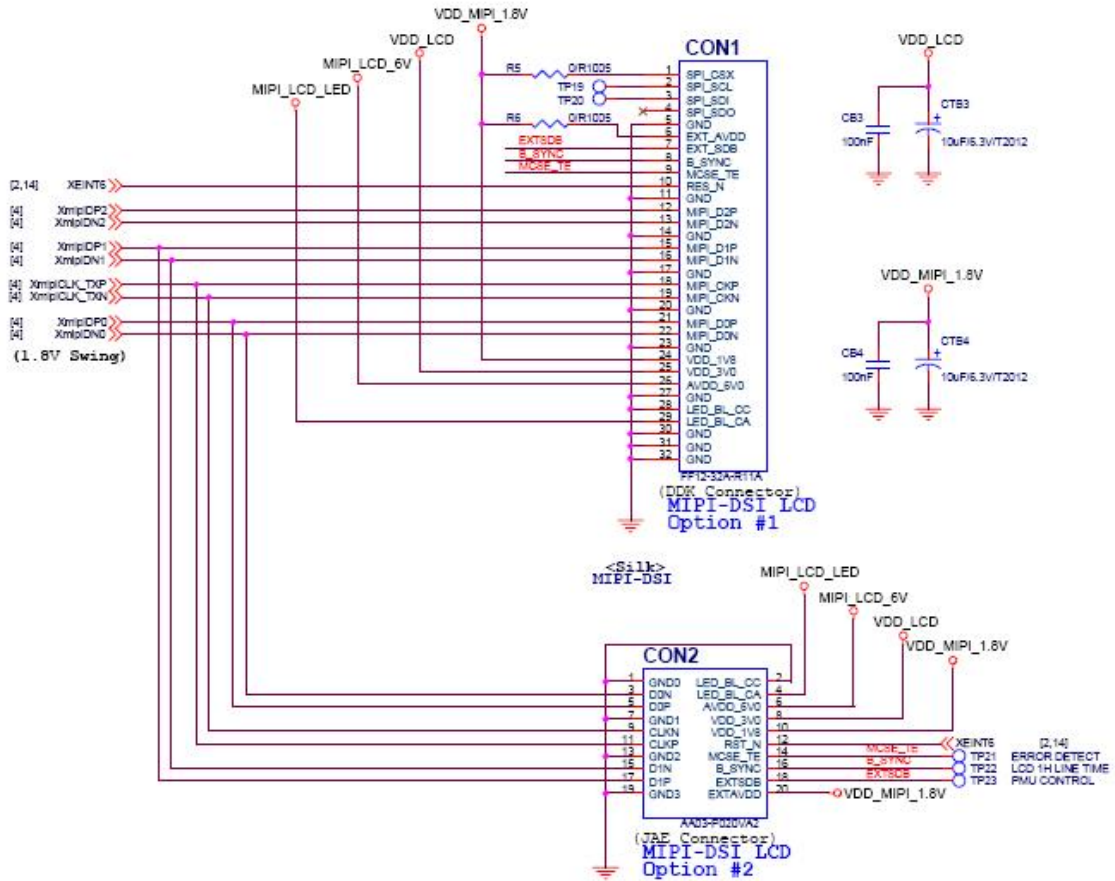 VDD_MIPI_1.8V
VDD_LCD
MIPI_LCD_6V
MIPI_LCD_LED
CON1
R5 0/R1005
TP19
TP20
R6 0/R1005
EXTSDB
B_SYNC
MCSE_TE
1 SPI_CSX
2 SPI_SCL
3 SPI_SDI
4 SPI_SDO
5 GND
6 EXT_AVDD
7 EXT_SDB
8 B_SYNC
9 MCSE_TE
10 RES_N
11 GND
12 MIPI_D2P
13 MIPI_D2N
14 GND
15 MIPI_D1P
16 MIPI_D1N
17 GND
18 MIPI_CKP
19 MIPI_CKN
20 GND
21 MIPI_D0P
22 MIPI_D0N
23 GND
24 VDD_1V8
25 VDD_3V0
26 AVDD_6V0
27 GND
28 LED_BL_CC
29 LED_BL_CA
30 GND
31 GND
32 GND
FF12-32A-R11A
(DDK Connector)
MIPI-DSI LCD
Option #1
[2,14] XEINT6
[4] XmipiDP2
[4] XmipiDN2
[4] XmipiDP1
[4] XmipiDN1
[4] XmipiCLK_TXP
[4] XmipiCLK_TXN
[4] XmipiDP0
[4] XmipiDN0
(1.8V Swing)
VDD_LCD
CB3
100nF
CTB3
+
10uF/6.3V/T2012
VDD_MIPI_1.8V
CB4
100nF
CTB4
+
10uF/6.3V/T2012
<Silk>
MIPI-DSI
MIPI_LCD_LED
MIPI_LCD_6V
VDD_LCD
VDD_MIPI_1.8V
CON2
1 GND0 LED_BL_CC 2
3 D0N LED_BL_CA 4
5 D0P AVDD_6V0 6
7 GND1 VDD_3V0 8
9 CLKN VDD_1V8 10
11 CLKP RST_N 12 XEINT6 [2,14]
13 GND2 MCSE_TE 14 MCSE_TE TP21 ERROR DETECT
15 D1N B_SYNC 16 B_SYNC TP22 LCD 1H LINE TIME
17 D1P EXTSDB 18 EXTSDB TP23 PMU CONTROL
19 GND3 EXTAVDD 20 VDD_MIPI_1.8V
AA03-P020VA2
(JAE Connector)
MIPI-DSI LCD
Option #2